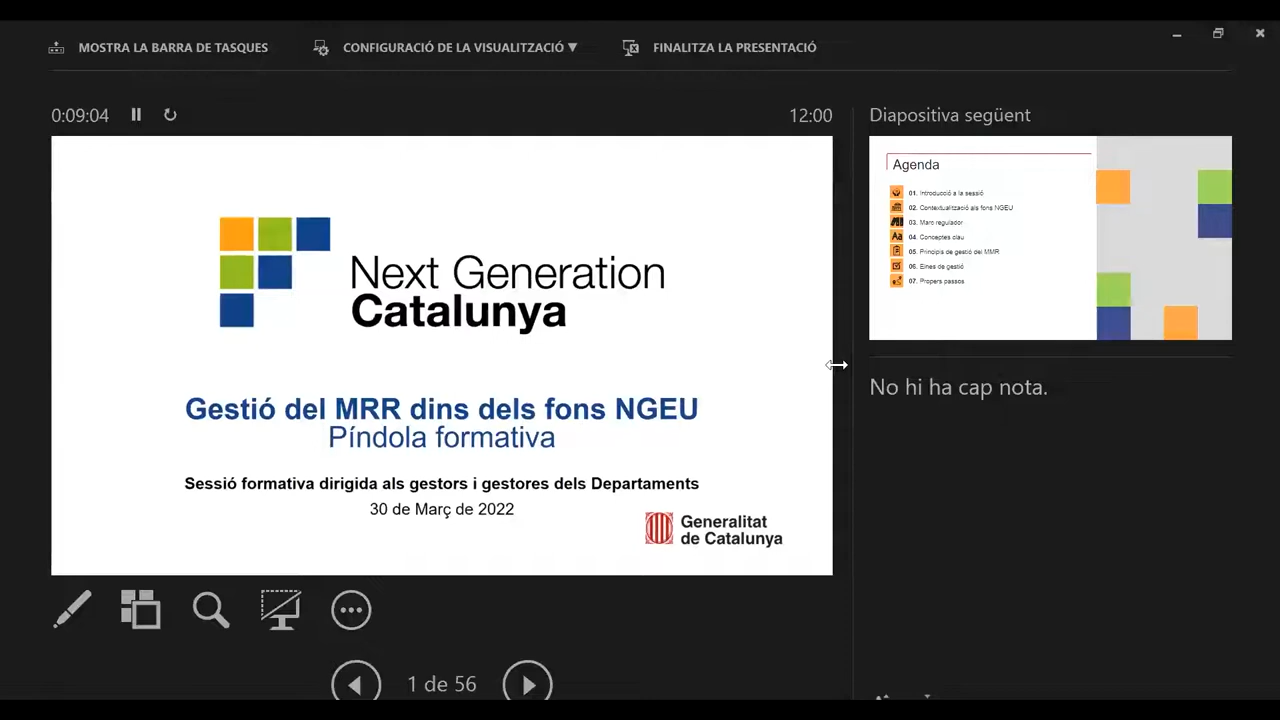 MOSTRA LA BARRA DE TASQUES
CONFIGURACIÓ DE LA VISUALITZACIÓ ▼
FINALITZA LA PRESENTACIÓ
0:09:04
12:00
Next Generation
Catalunya
Gestió del MRR dins dels fons NGEU
Píndola formativa
Sessió formativa dirigida als gestors i gestores dels Departaments
30 de Març de 2022
Generalitat
de Catalunya
1 de 56
Diapositiva següent
Agenda
01. Introducció a la sessió
02. Contextualització als fons NGEU
03. Marc regulador
Aa
04. Conceptes clau
05. Principis de gestió del MMR
06. Eines de gestió
07. Propers passos
No hi ha cap nota.